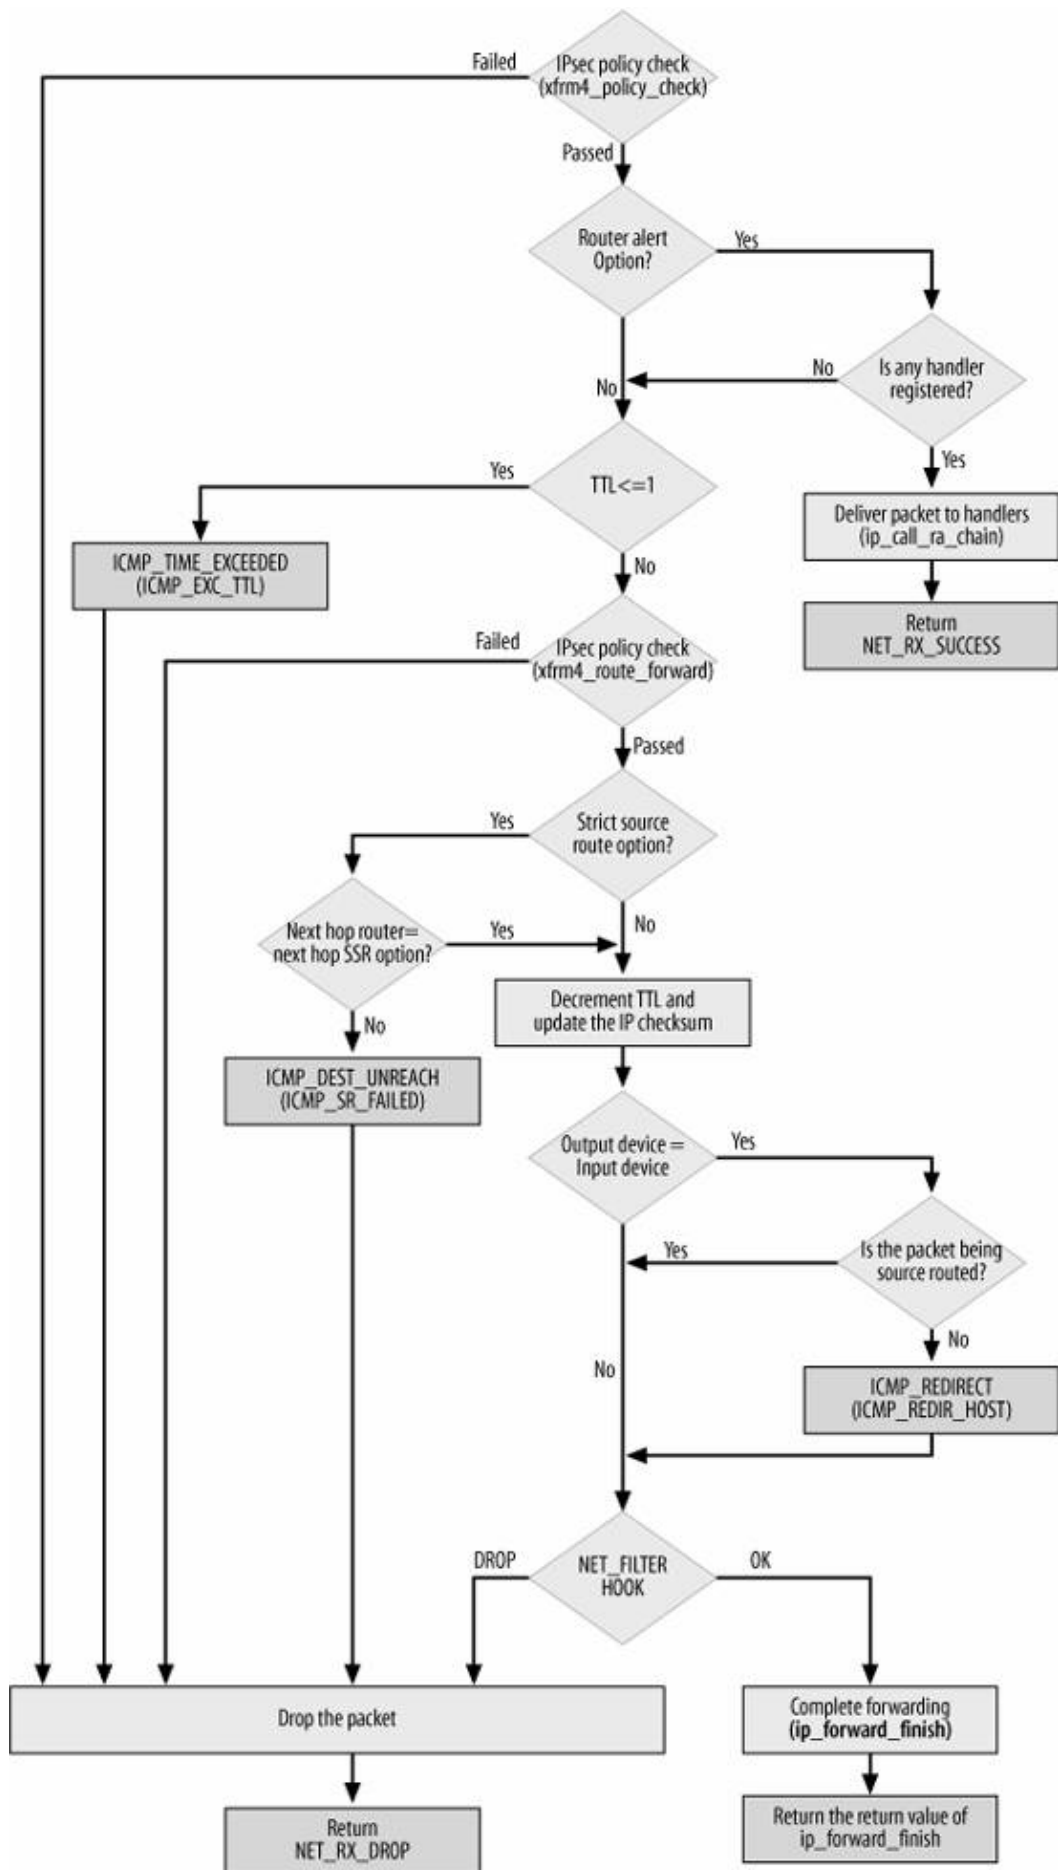 Failed
IPsec policy check
(xfrm4_policy_check)
Passed
Router alert
Option?
Yes
No
Is any handler
registered?
No
Yes
TTL<=1
Yes
Deliver packet to handlers
(ip_call_ra_chain)
ICMP_TIME_EXCEEDED
(ICMP_EXC_TTL)
No
Return
NET_RX_SUCCESS
Failed
IPsec policy check
(xfrm4_route_forward)
Passed
Yes
Strict source
route option?
Next hop router=
next hop SSR option?
Yes
No
Decrement TTL and
update the IP checksum
No
ICMP_DEST_UNREACH
(ICMP_SR_FAILED)
Output device =
Input device
Yes
Yes
Is the packet being
source routed?
No
No
ICMP_REDIRECT
(ICMP_REDIR_HOST)
DROP
NET_FILTER
HOOK
OK
Drop the packet
Complete forwarding
(ip_forward_finish)
Return
NET_RX_DROP
Return the return value of
ip_forward_finish